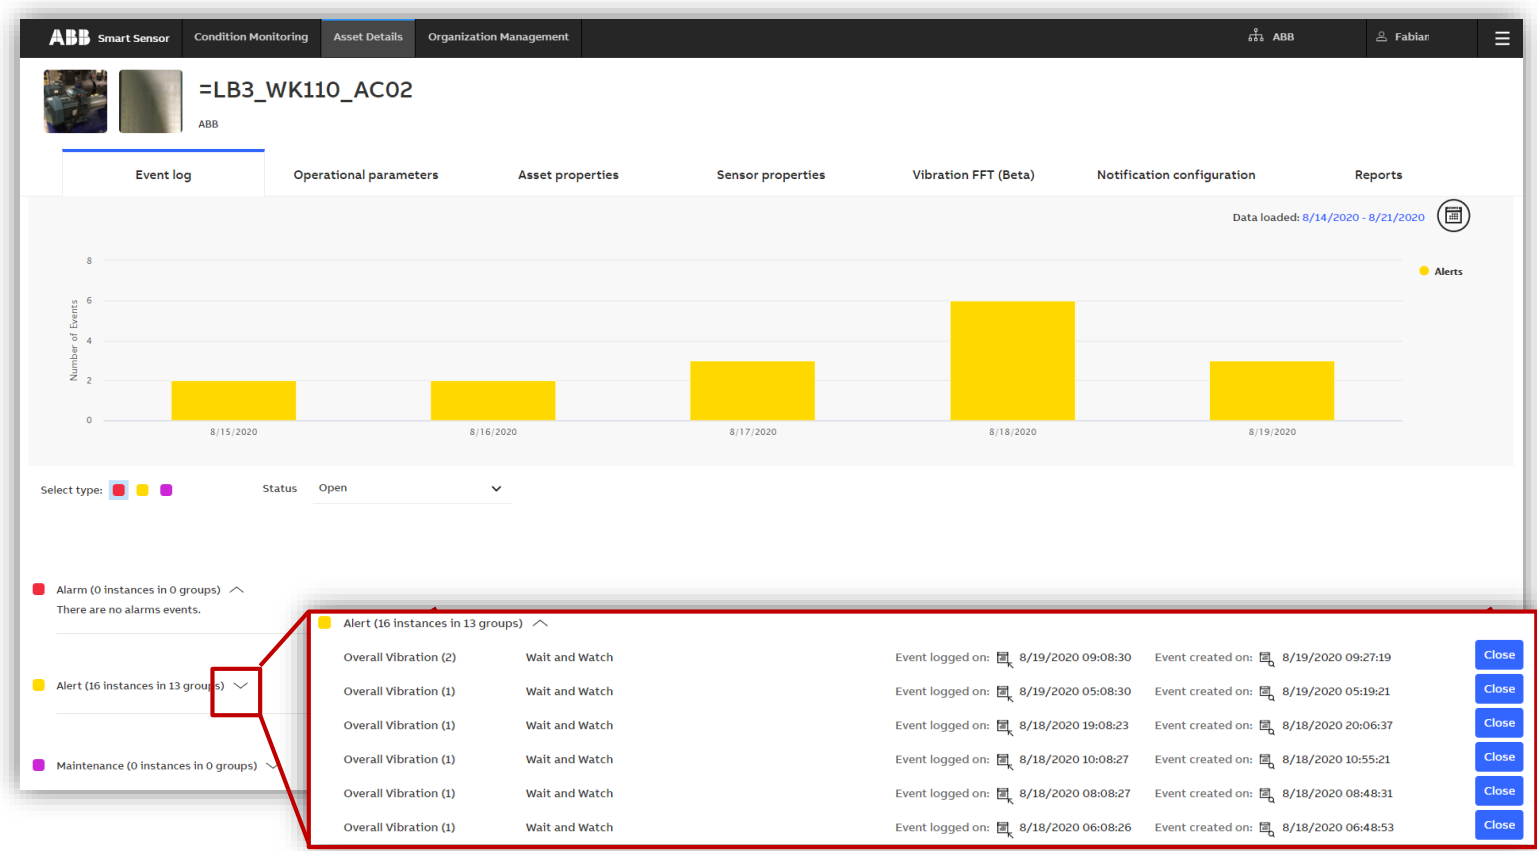 ABB Smart Sensor Condition Monitoring Asset Details Organization Management ABB Fabian
=LB3_WK110_AC02
ABB
Event log Operational parameters Asset properties Sensor properties Vibration FFT (Beta) Notification configuration Reports
Data loaded: 8/14/2020 - 8/21/2020
Alerts
Number of Events
8
6
4
2
0
8/15/2020 8/16/2020 8/17/2020 8/18/2020 8/19/2020
Select type: Status Open
Alarm (0 instances in 0 groups)
There are no alarms events.
Alert (16 instances in 13 groups)
Maintenance (0 instances in 0 groups)
Alert (16 instances in 13 groups)
Overall Vibration (2) Wait and Watch Event logged on: 8/19/2020 09:08:30 Event created on: 8/19/2020 09:27:19 Close
Overall Vibration (1) Wait and Watch Event logged on: 8/19/2020 05:08:30 Event created on: 8/19/2020 05:19:21 Close
Overall Vibration (1) Wait and Watch Event logged on: 8/18/2020 19:08:23 Event created on: 8/18/2020 20:06:37 Close
Overall Vibration (1) Wait and Watch Event logged on: 8/18/2020 10:08:27 Event created on: 8/18/2020 10:55:21 Close
Overall Vibration (1) Wait and Watch Event logged on: 8/18/2020 08:08:27 Event created on: 8/18/2020 08:48:31 Close
Overall Vibration (1) Wait and Watch Event logged on: 8/18/2020 06:08:26 Event created on: 8/18/2020 06:48:53 Close